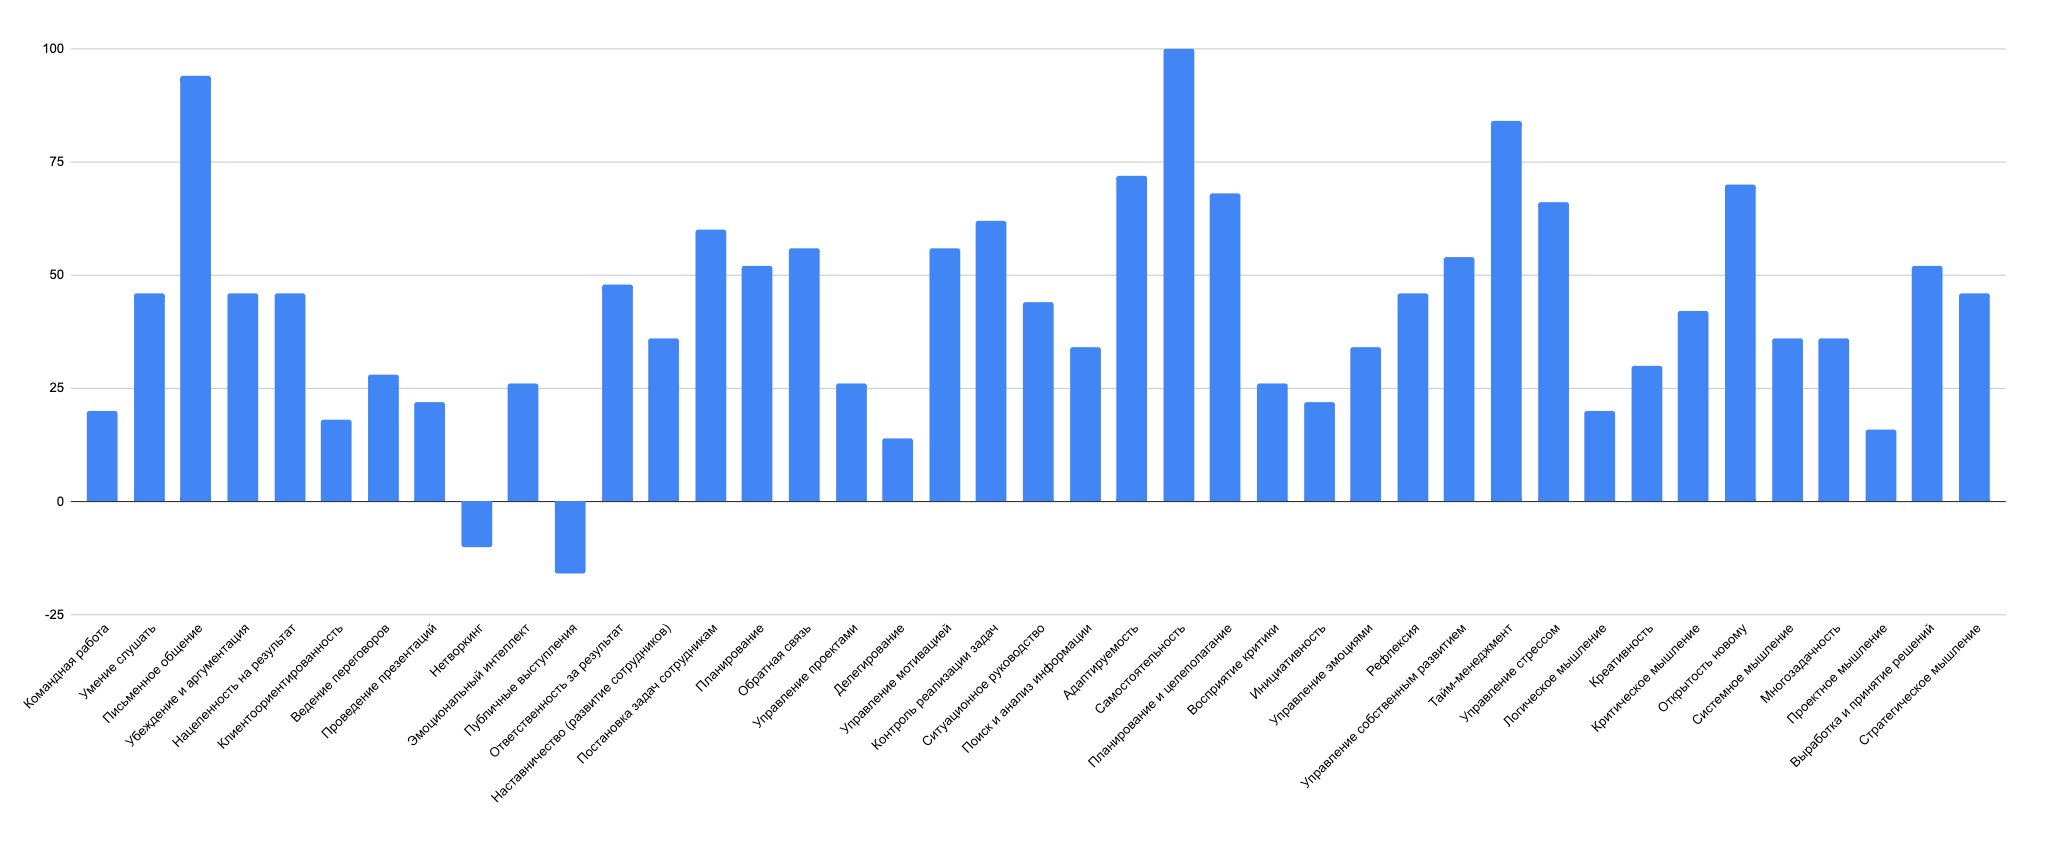 100
75
50
25
0
-25
Командная работа
Умение слушать
Письменное общение
Убеждение и аргументация
Нацеленность на результат
Клиентоориентированность
Ведение переговоров
Проведение презентаций
Нетворкинг
Эмоциональный интеллект
Публичные выступления
Ответственность за результат
Наставничество (развитие сотрудников)
Постановка задач сотрудникам
Планирование
Обратная связь
Управление проектами
Делегирование
Управление мотивацией
Контроль реализации задач
Ситуационное руководство
Поиск и анализ информации
Адаптируемость
Самостоятельность
Планирование и целеполагание
Восприятие критики
Инициативность
Управление эмоциями
Рефлексия
Управление собственным развитием
Тайм-менеджмент
Управление стрессом
Логическое мышление
Креативность
Критическое мышление
Открытость новому
Системное мышление
Многозадачность
Проектное мышление
Выработка и принятие решений
Стратегическое мышление